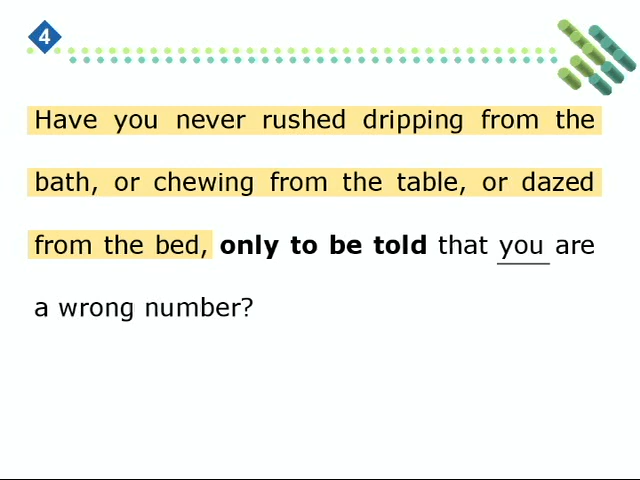 4
Have you never rushed dripping from the
bath, or chewing from the table, or dazed
from the bed, only to be told that you are
a wrong number?